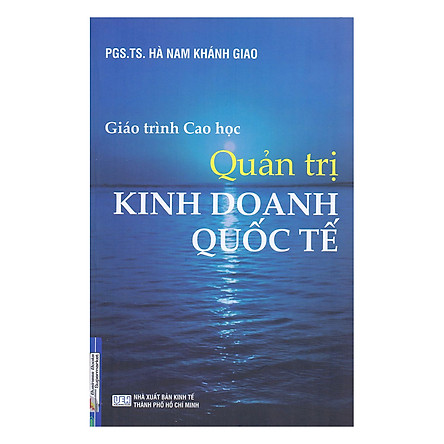 PGS.TS. HÀ NAM KHÁNH GIAO
Giáo trình Cao học
Quản trị
KINH DOANH
QUỐC TẾ
NHÀ XUẤT BẢN KINH TẾ
THÀNH PHỐ HỒ CHÍ MINH